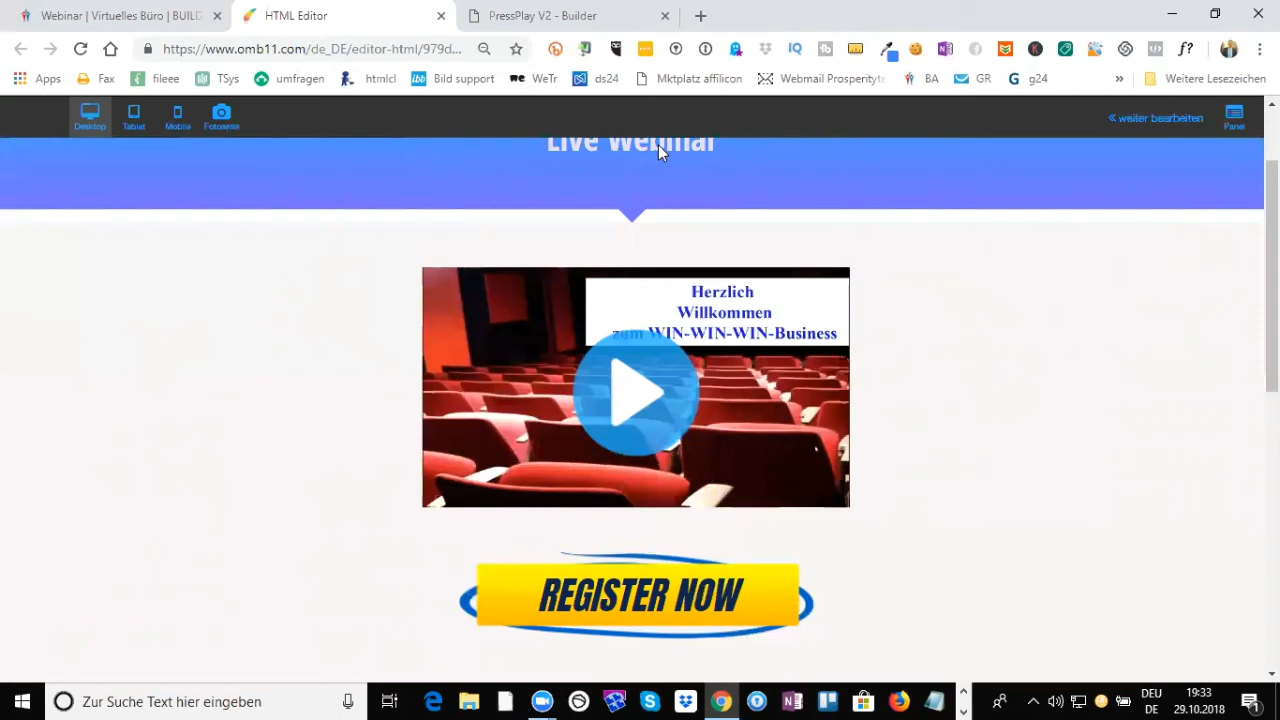 Webinar | Virtuelles Büro | BUILD
HTML Editor
PressPlay V2 - Builder
https://www.omb11.com/de_DE/editor-html/979d...
Apps
Fax
fileee
TSys
umfragen
htmlcl
Bild support
WeTr
ds24
Mktplatz affilicon
Webmail Prosperityte
BA
GR
g24
»
Weitere Lesezeichen
Desktop
Tablet
Mobile
Fotoserie
« weiter bearbeiten
Panel
Live Webinar
Herzlich
Willkommen
zum WIN-WIN-WIN-Business
REGISTER NOW
Zur Suche Text hier eingeben
DEU
DE
19:33
29.10.2018